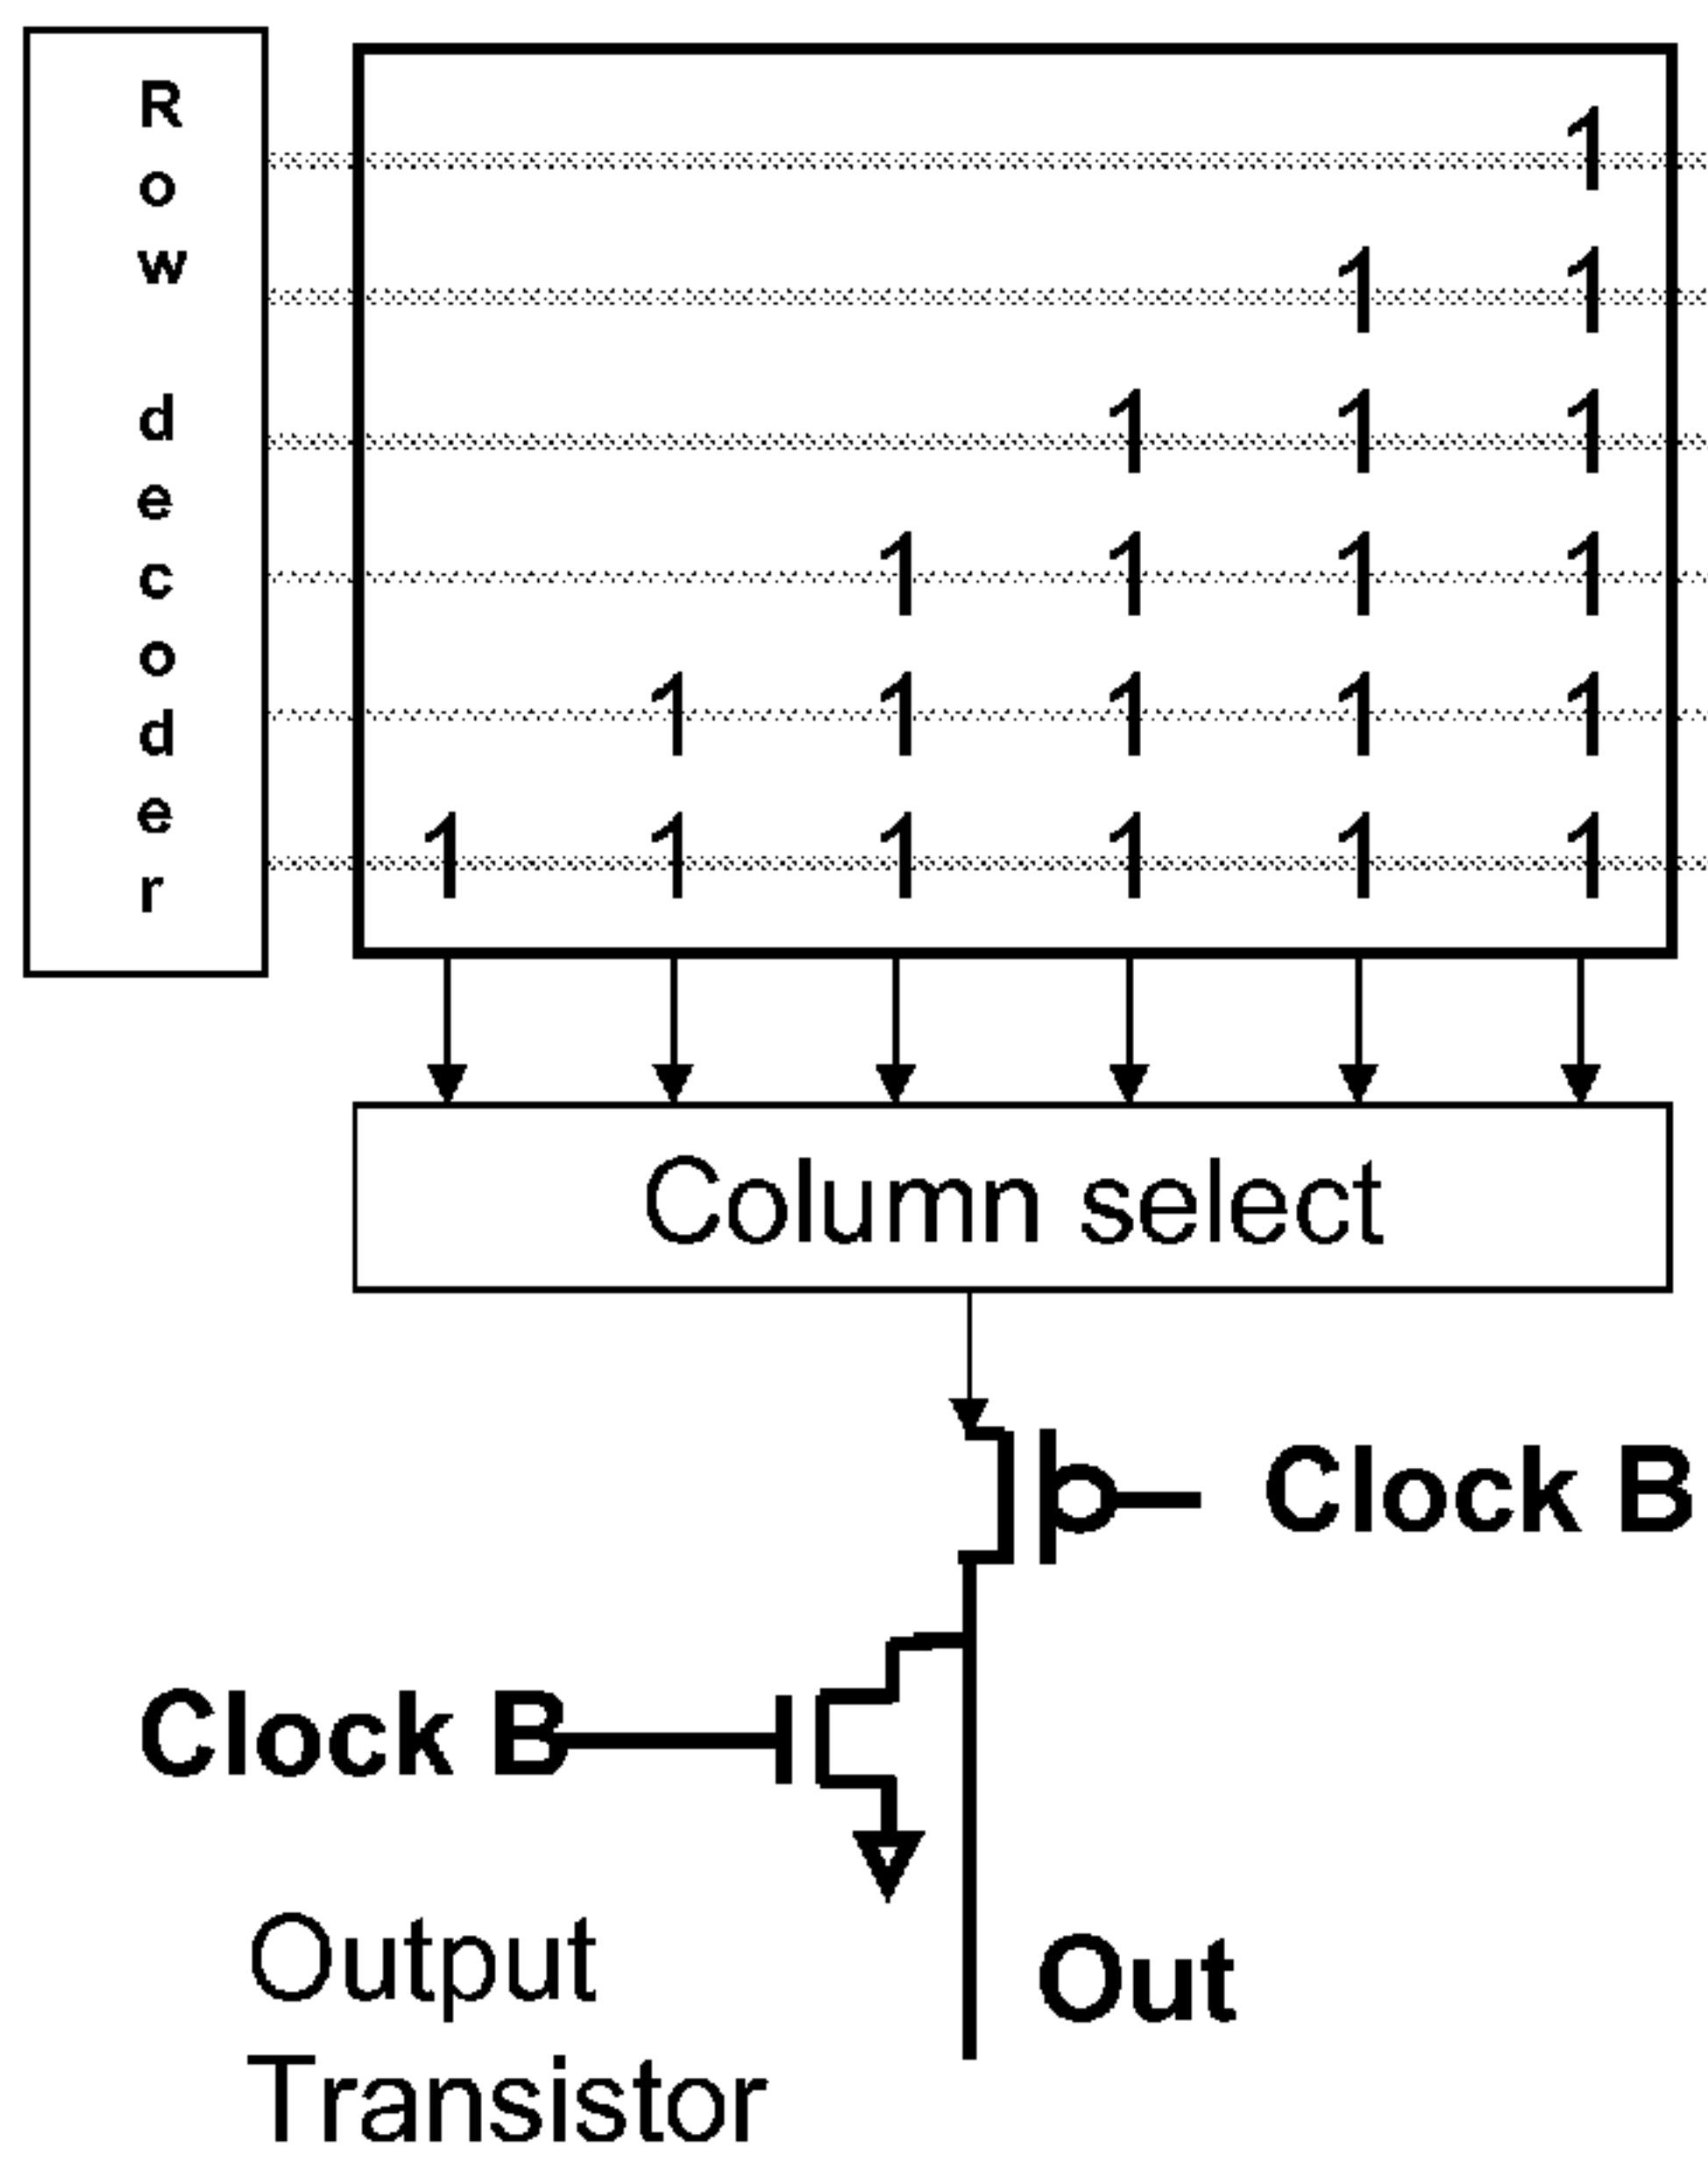 Row decoder
1
1 1
1 1 1
1 1 1 1
1 1 1 1 1
1 1 1 1 1 1
Column select
Clock B
Clock B
Output
Transistor
Out